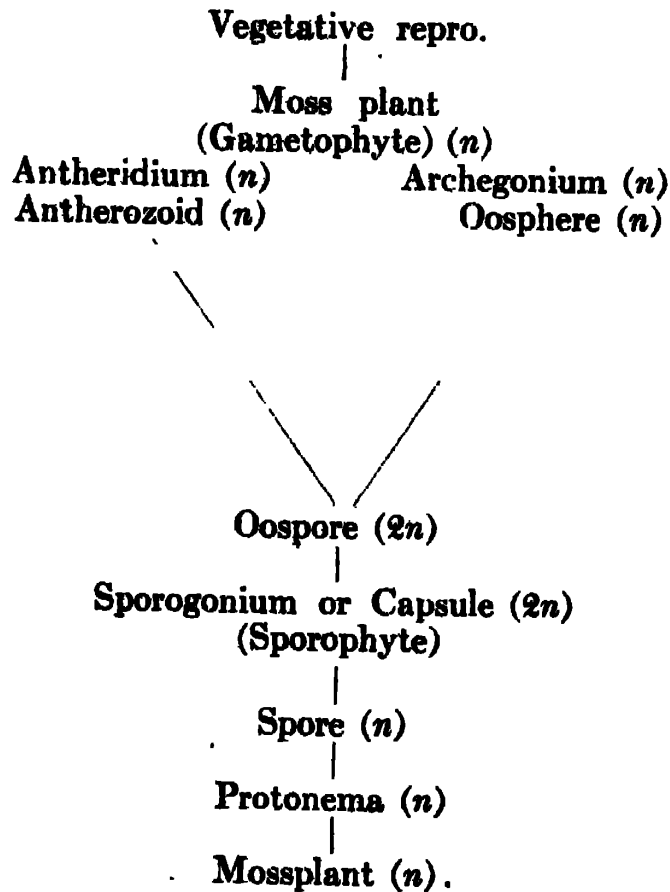 Vegetative repro.
Moss plant
(Gametophyte) (n)
Antheridium (n) Archegonium (n)
Antherozoid (n) Oosphere (n)
Oospore (2n)
Sporogonium or Capsule (2n)
(Sporophyte)
Spore (n)
Protonema (n)
Mossplant (n).